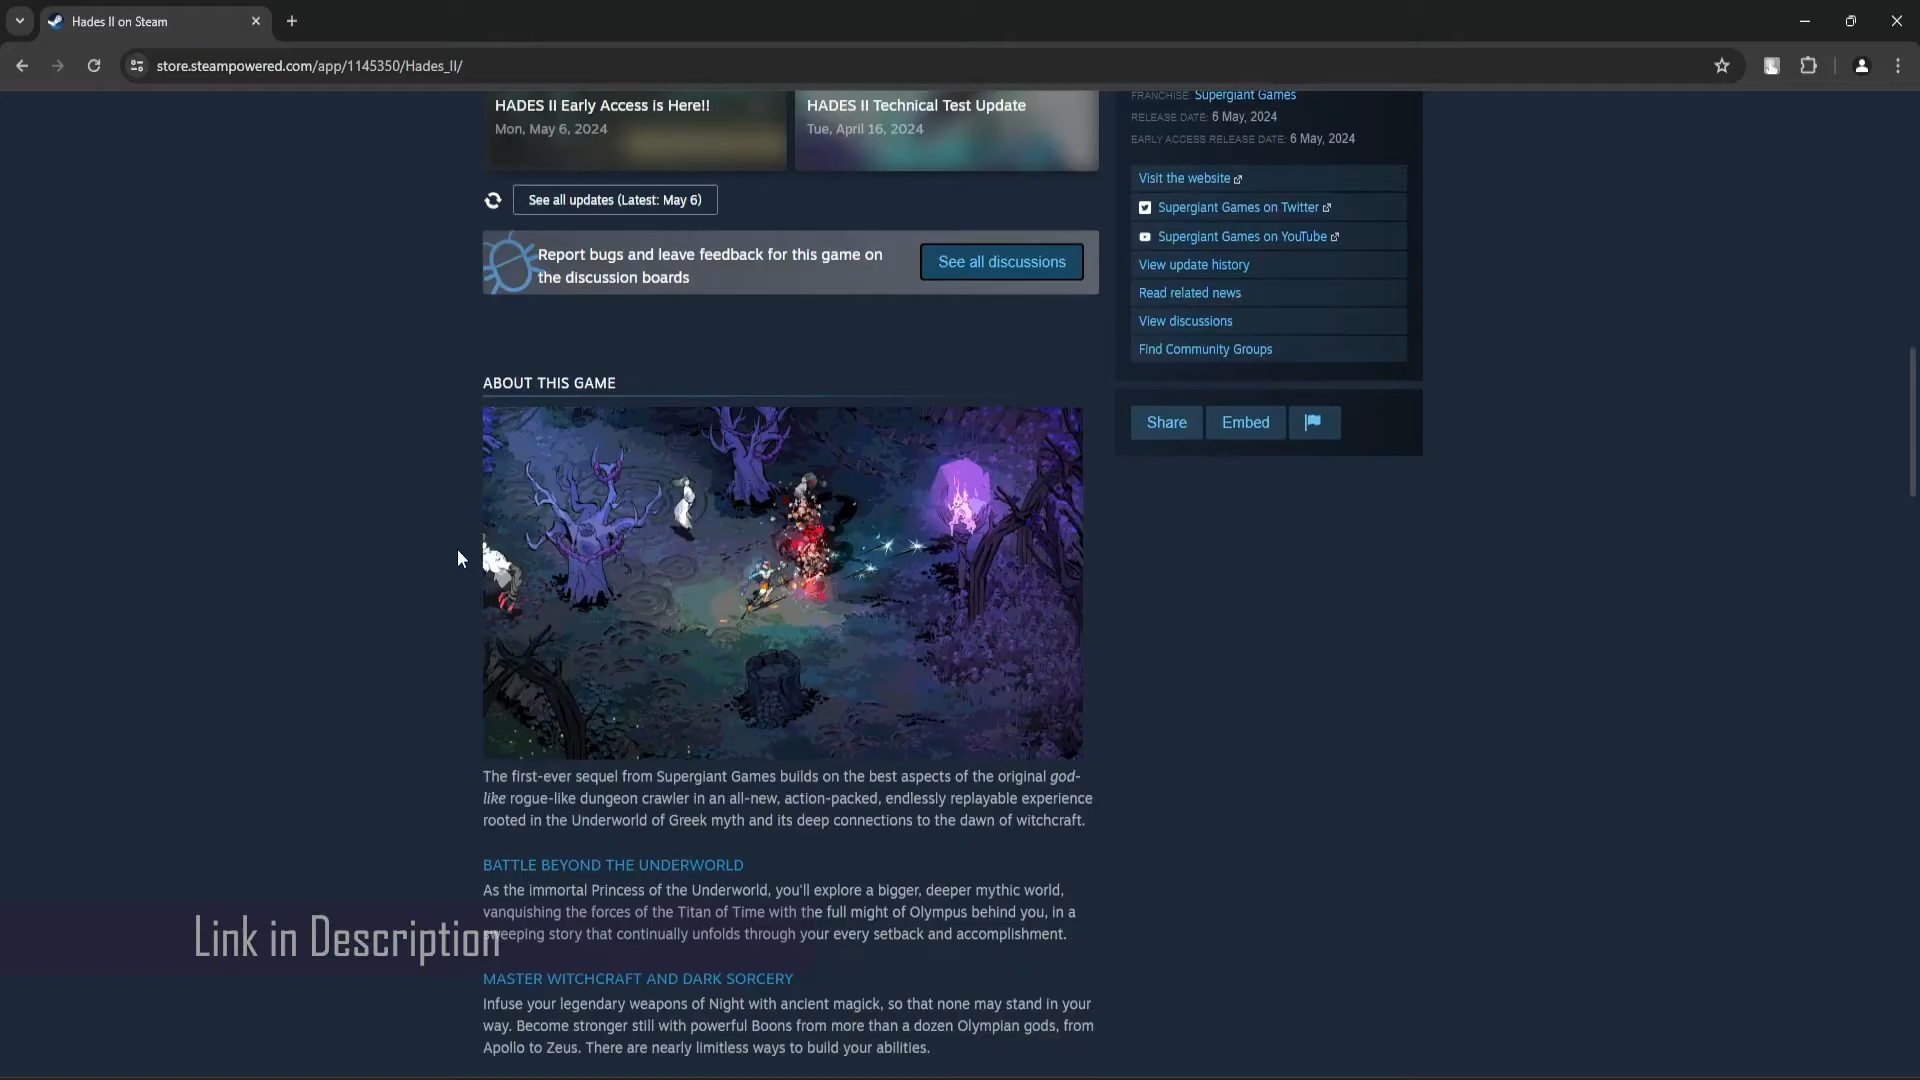 Hades II on Steam
store.steampowered.com/app/1145350/Hades_II/
HADES II Early Access is Here!!
Mon, May 6, 2024
HADES II Technical Test Update
Tue, April 16, 2024
See all updates (Latest: May 6)
Report bugs and leave feedback for this game on
the discussion boards
See all discussions
ABOUT THIS GAME
The first-ever sequel from Supergiant Games builds on the best aspects of the original god-
like rogue-like dungeon crawler in an all-new, action-packed, endlessly replayable experience
rooted in the Underworld of Greek myth and its deep connections to the dawn of witchcraft.
BATTLE BEYOND THE UNDERWORLD
As the immortal Princess of the Underworld, you'll explore a bigger, deeper mythic world,
vanquishing the forces of the Titan of Time with the full might of Olympus behind you, in a
sweeping story that continually unfolds through your every setback and accomplishment.
MASTER WITCHCRAFT AND DARK SORCERY
Infuse your legendary weapons of Night with ancient magick, so that none may stand in your
way. Become stronger still with powerful Boons from more than a dozen Olympian gods, from
Apollo to Zeus. There are nearly limitless ways to build your abilities.
FRANCHISE: Supergiant Games
RELEASE DATE: 6 May, 2024
EARLY ACCESS RELEASE DATE: 6 May, 2024
Visit the website
Supergiant Games on Twitter
Supergiant Games on YouTube
View update history
Read related news
View discussions
Find Community Groups
Share
Embed
Link in Description